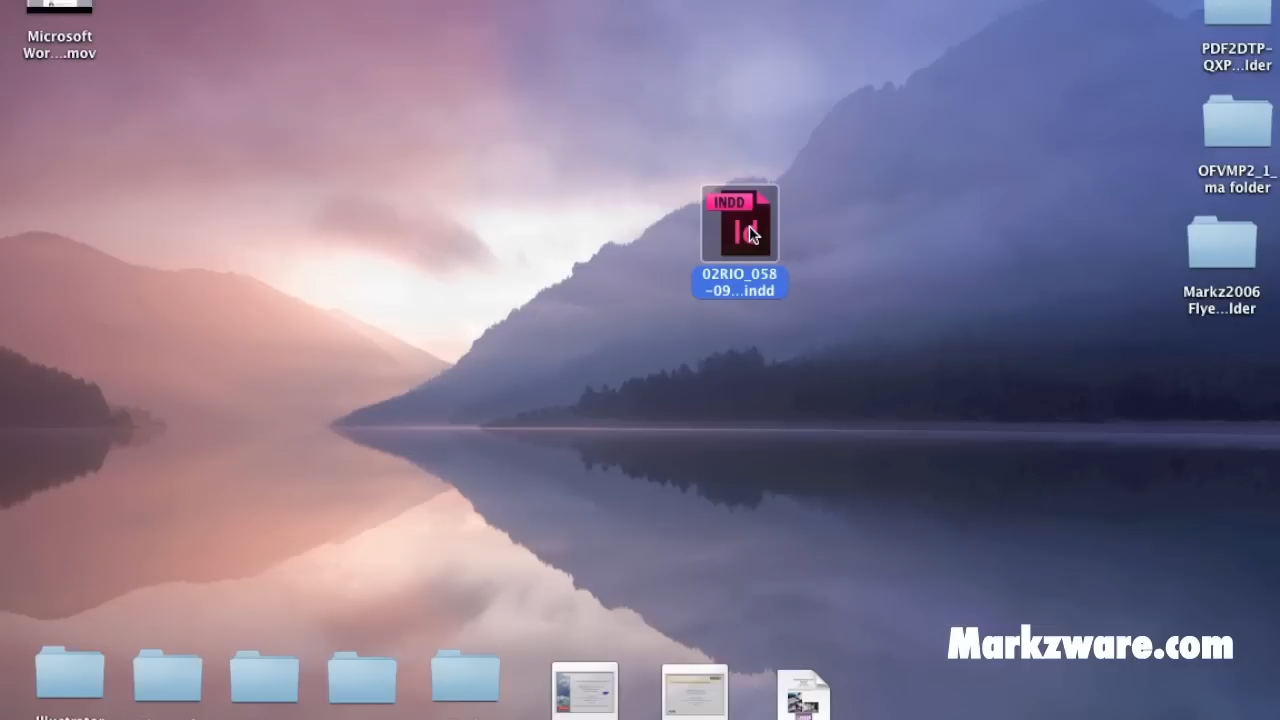 Microsoft
Wor....mov
PDF2DTP-
QXP...lder
OFVMP2_1_
ma folder
INDD
Id
02RIO_058
-09...indd
Markz2006
Flye...lder
Markzware.com